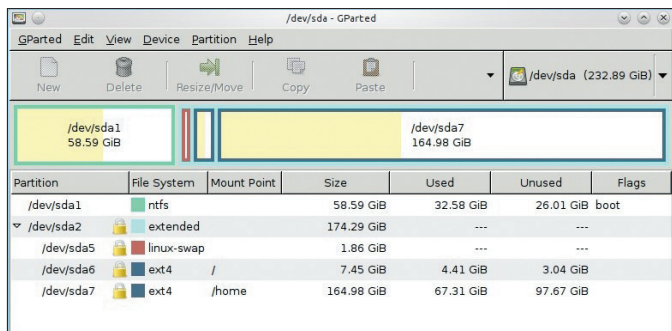 /dev/sda - GParted
GParted Edit View Device Partition Help
New Delete Resize/Move Copy Paste /dev/sda (232.89 GiB)
/dev/sda1 /dev/sda7
58.59 GiB 164.98 GiB
Partition File System Mount Point Size Used Unused Flags
/dev/sda1 ntfs 58.59 GiB 32.58 GiB 26.01 GiB boot
/dev/sda2 extended 174.29 GiB --- ---
/dev/sda5 linux-swap 1.86 GiB --- ---
/dev/sda6 ext4 / 7.45 GiB 4.41 GiB 3.04 GiB
/dev/sda7 ext4 /home 164.98 GiB 67.31 GiB 97.67 GiB